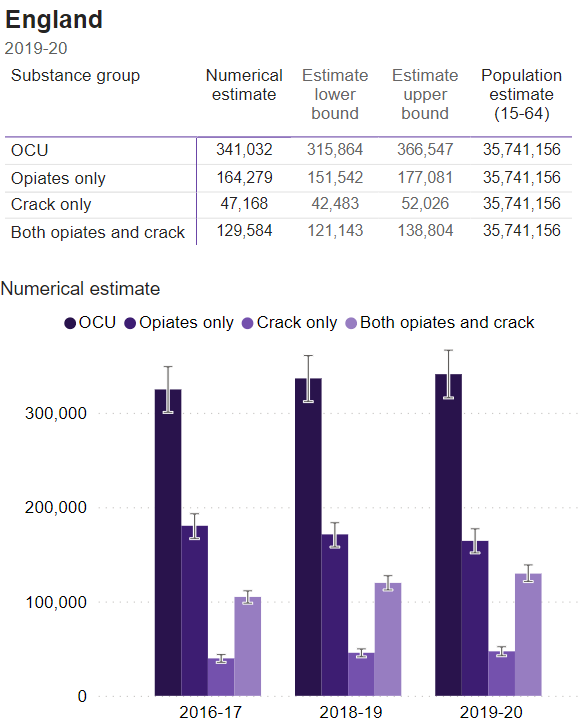 England
2019-20
Substance group Numerical estimate Estimate lower bound Estimate upper bound Population estimate (15-64)
OCU 341,032 315,864 366,547 35,741,156
Opiates only 164,279 151,542 177,081 35,741,156
Crack only 47,168 42,483 52,026 35,741,156
Both opiates and crack 129,584 121,143 138,804 35,741,156
Numerical estimate
OCU Opiates only Crack only Both opiates and crack
300,000
200,000
100,000
0
2016-17 2018-19 2019-20